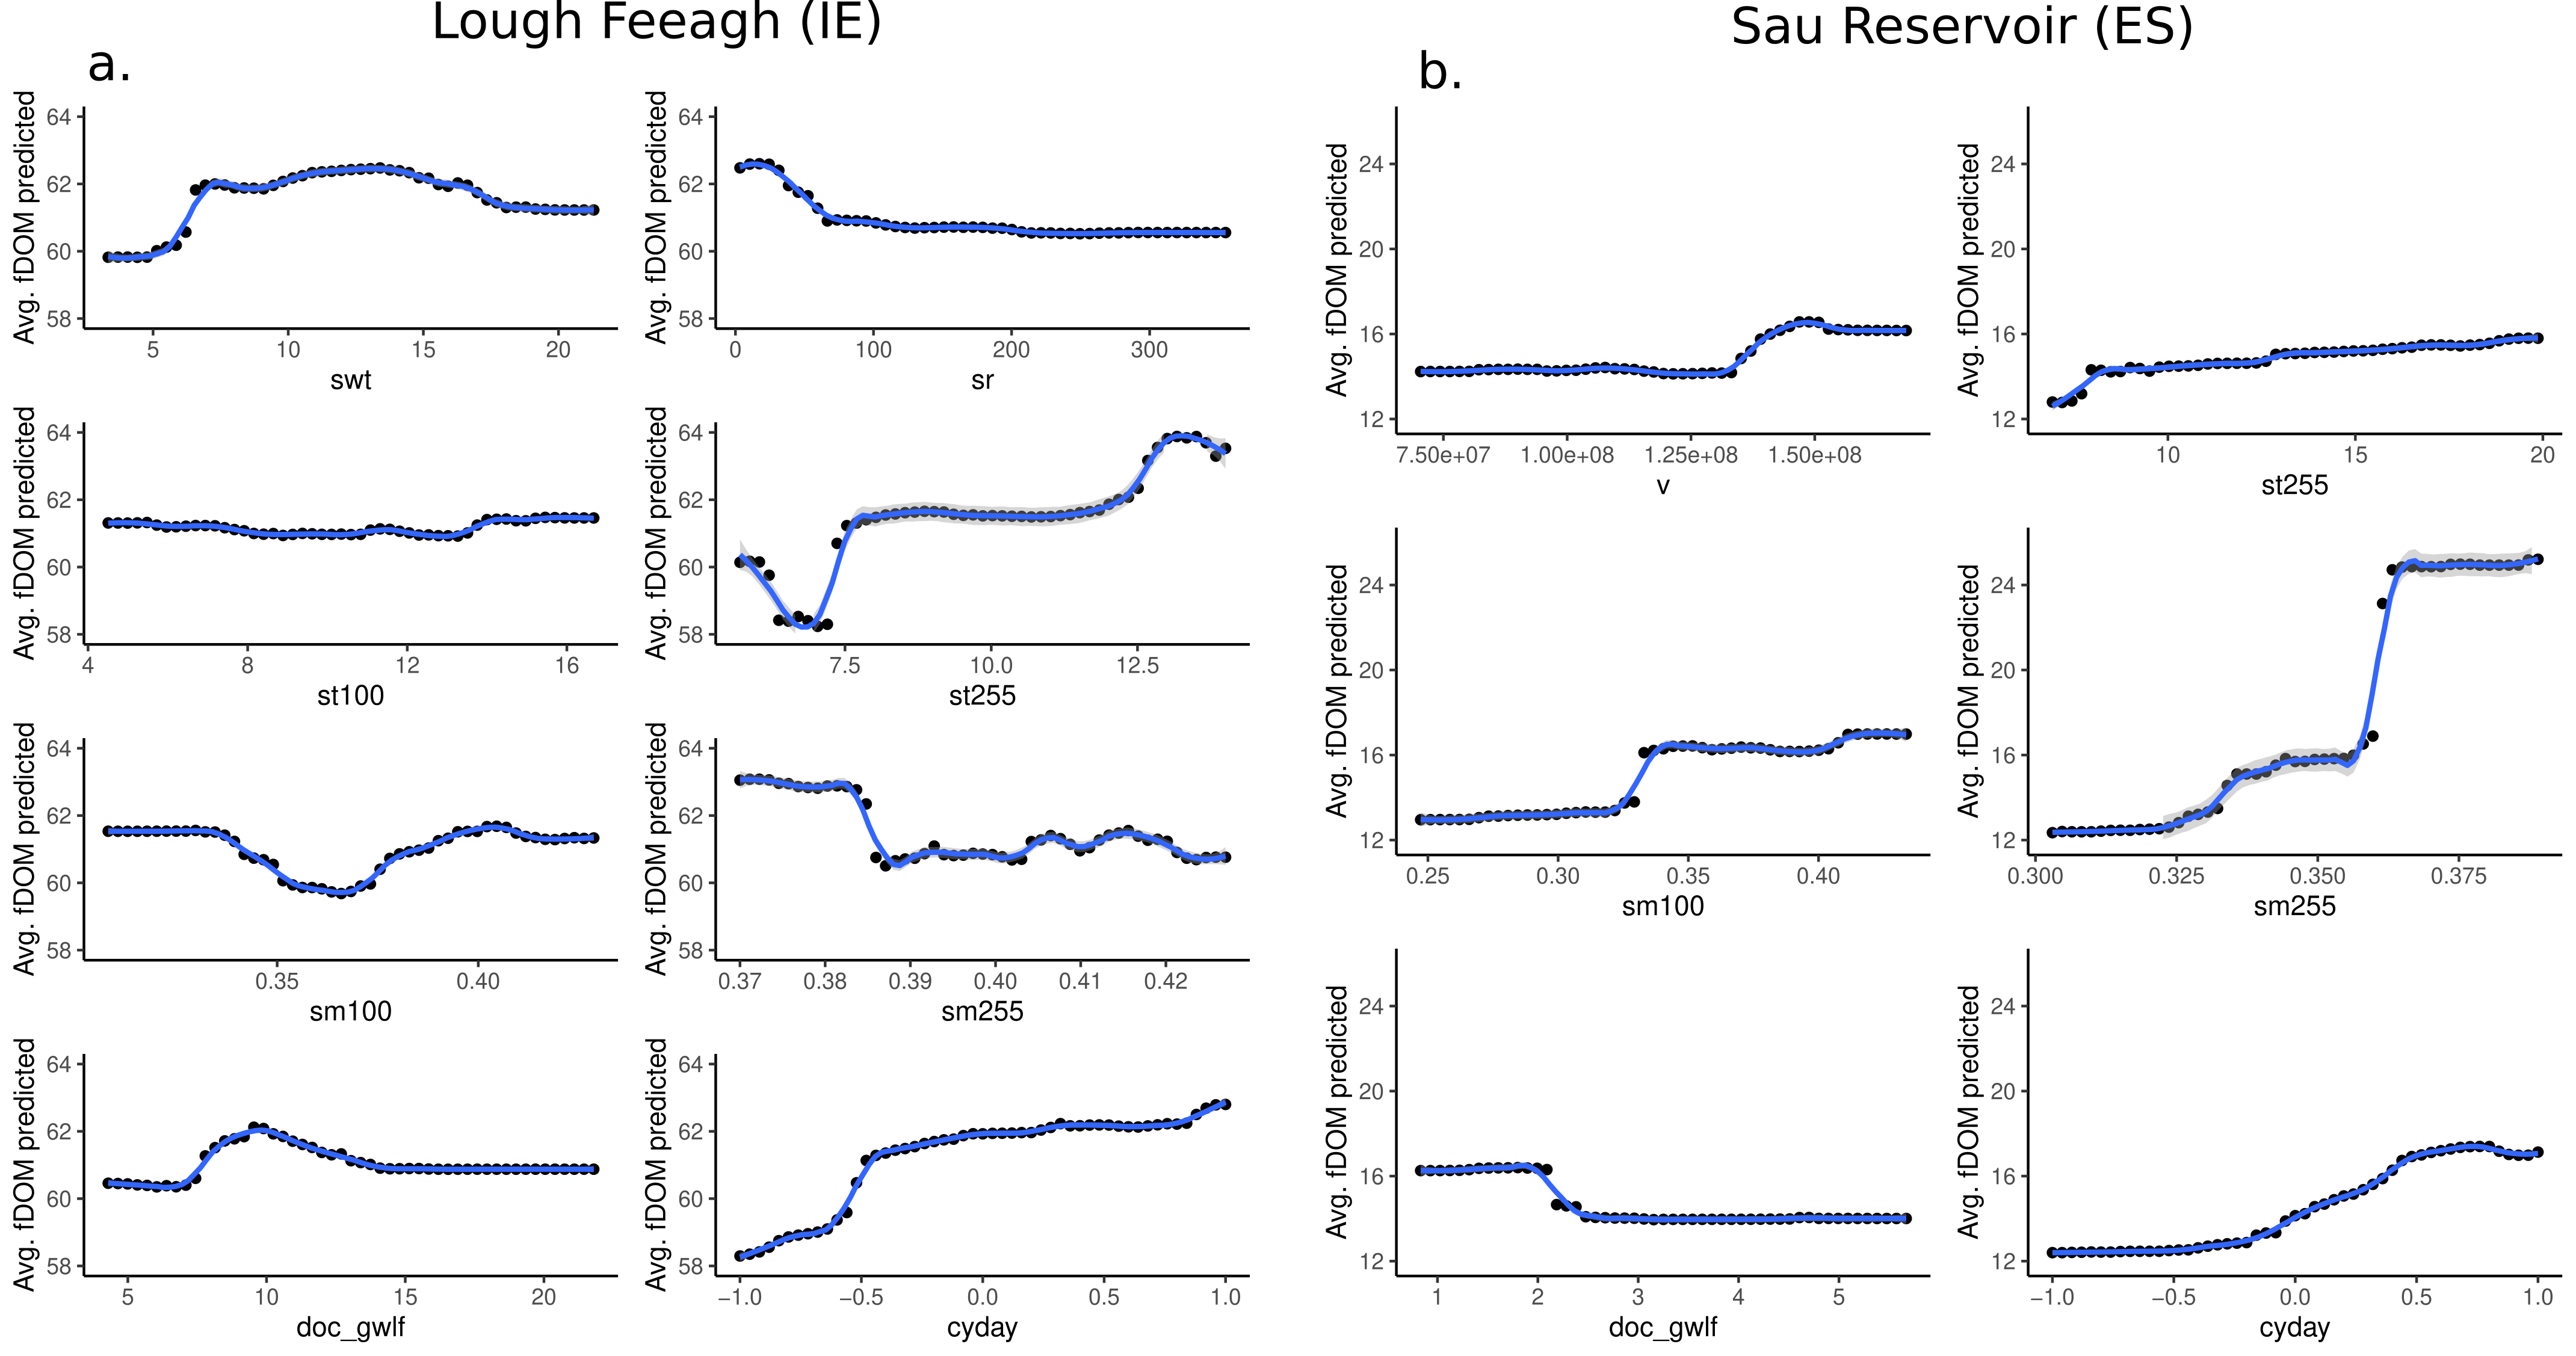 Lough Feeagh (IE)
Sau Reservoir (ES)
a.
Avg. fDOM predicted
64
62
60
58
5 10 15 20
swt
Avg. fDOM predicted
64
62
60
58
0 100 200 300
sr
Avg. fDOM predicted
64
62
60
58
4 8 12 16
st100
Avg. fDOM predicted
64
62
60
58
7.5 10.0 12.5
st255
Avg. fDOM predicted
64
62
60
58
0.35 0.40
sm100
Avg. fDOM predicted
64
62
60
58
0.37 0.38 0.39 0.40 0.41 0.42
sm255
Avg. fDOM predicted
64
62
60
58
5 10 15 20
doc_gwlf
Avg. fDOM predicted
64
62
60
58
−1.0 −0.5 0.0 0.5 1.0
cyday
b.
Avg. fDOM predicted
24
20
16
12
7.50e+07 1.00e+08 1.25e+08 1.50e+08
v
Avg. fDOM predicted
24
20
16
12
10 15 20
st255
Avg. fDOM predicted
24
20
16
12
0.25 0.30 0.35 0.40
sm100
Avg. fDOM predicted
24
20
16
12
0.300 0.325 0.350 0.375
sm255
Avg. fDOM predicted
24
20
16
12
1 2 3 4 5
doc_gwlf
Avg. fDOM predicted
24
20
16
12
−1.0 −0.5 0.0 0.5 1.0
cyday